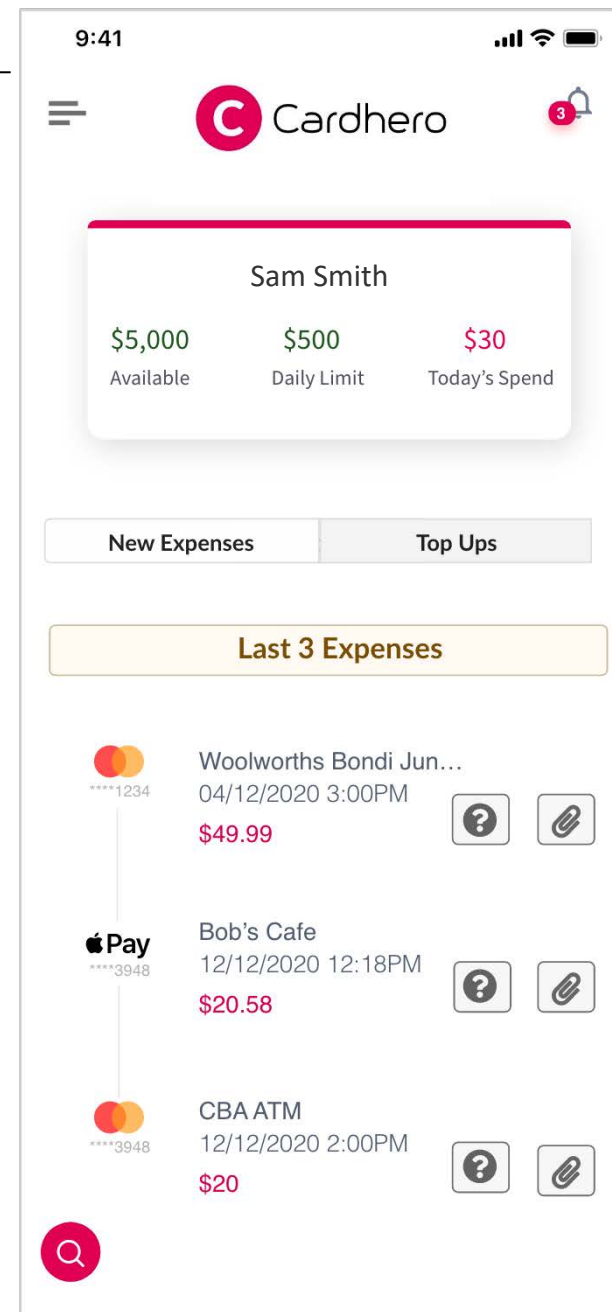 9:41
C Cardhero
3
Sam Smith
$5,000 $500 $30
Available Daily Limit Today's Spend
New Expenses Top Ups
Last 3 Expenses
Woolworths Bondi Jun...
****1234 04/12/2020 3:00PM
$49.99
Bob's Cafe
Pay
****3948 12/12/2020 12:18PM
$20.58
CBA ATM
****3948 12/12/2020 2:00PM
$20